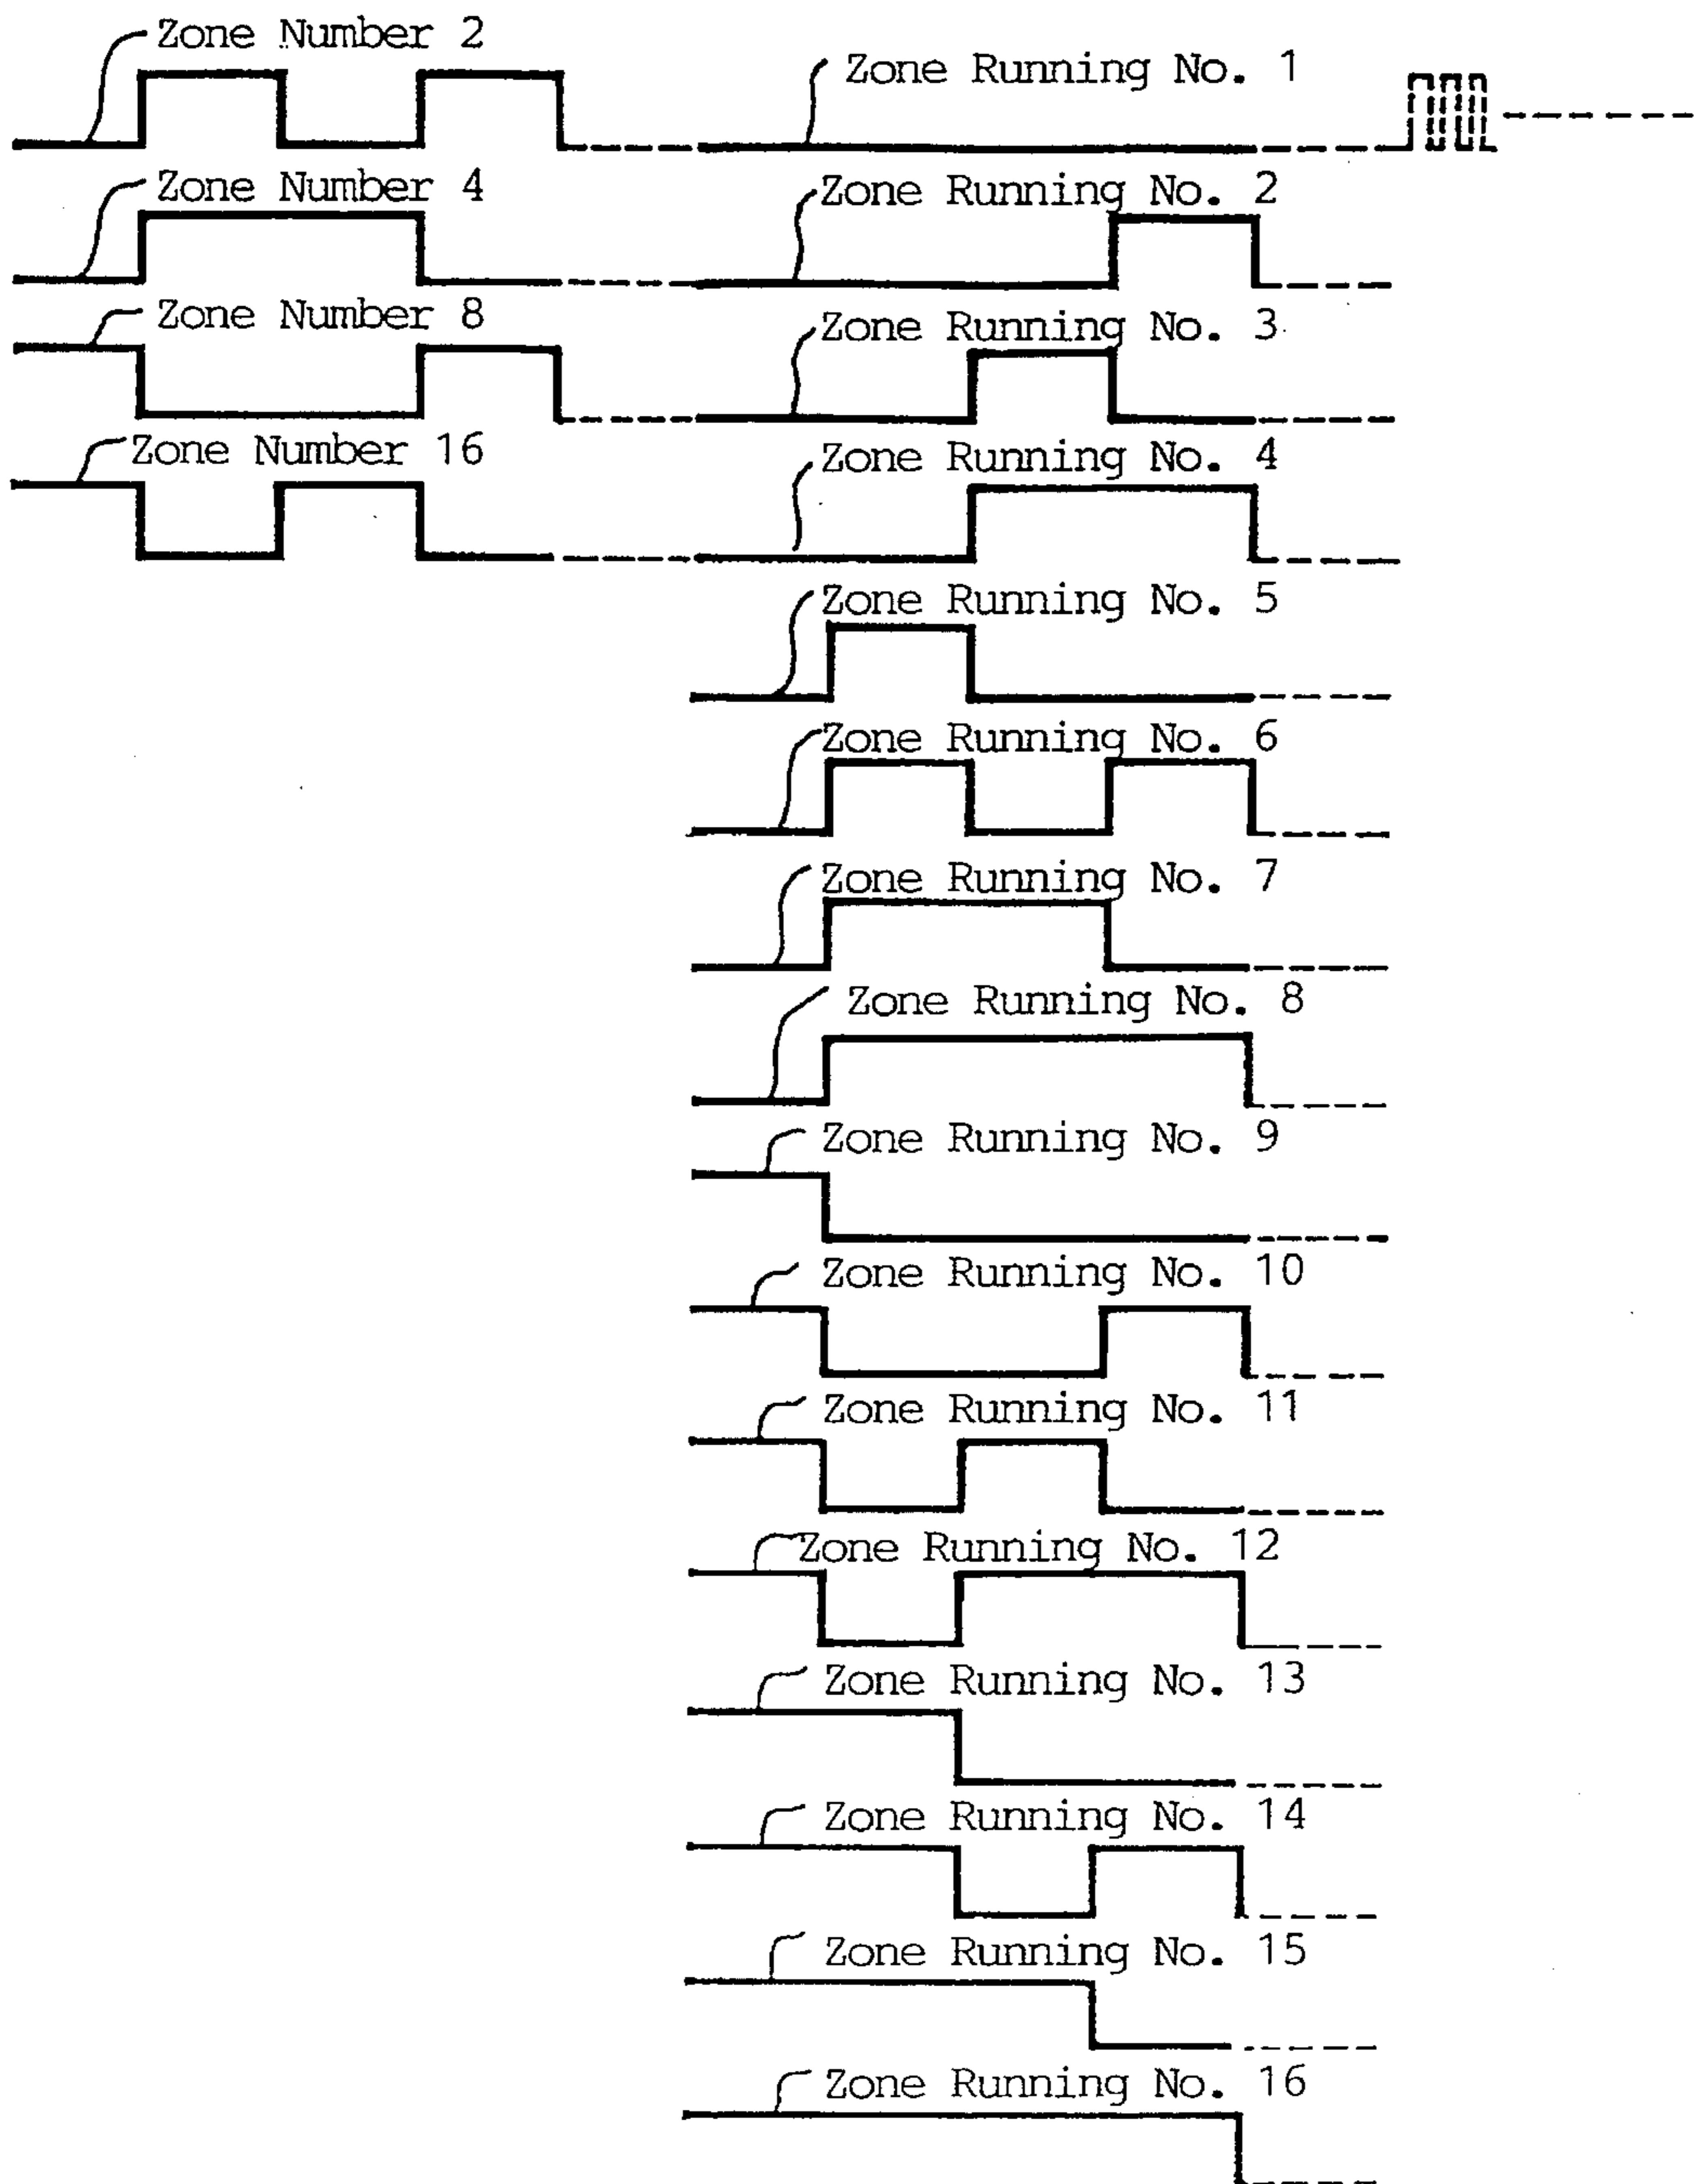 Zone Number 2
Zone Running No. 1
Zone Number 4
Zone Running No. 2
Zone Number 8
Zone Running No. 3
Zone Number 16
Zone Running No. 4
Zone Running No. 5
Zone Running No. 6
Zone Running No. 7
Zone Running No. 8
Zone Running No. 9
Zone Running No. 10
Zone Running No. 11
Zone Running No. 12
Zone Running No. 13
Zone Running No. 14
Zone Running No. 15
Zone Running No. 16